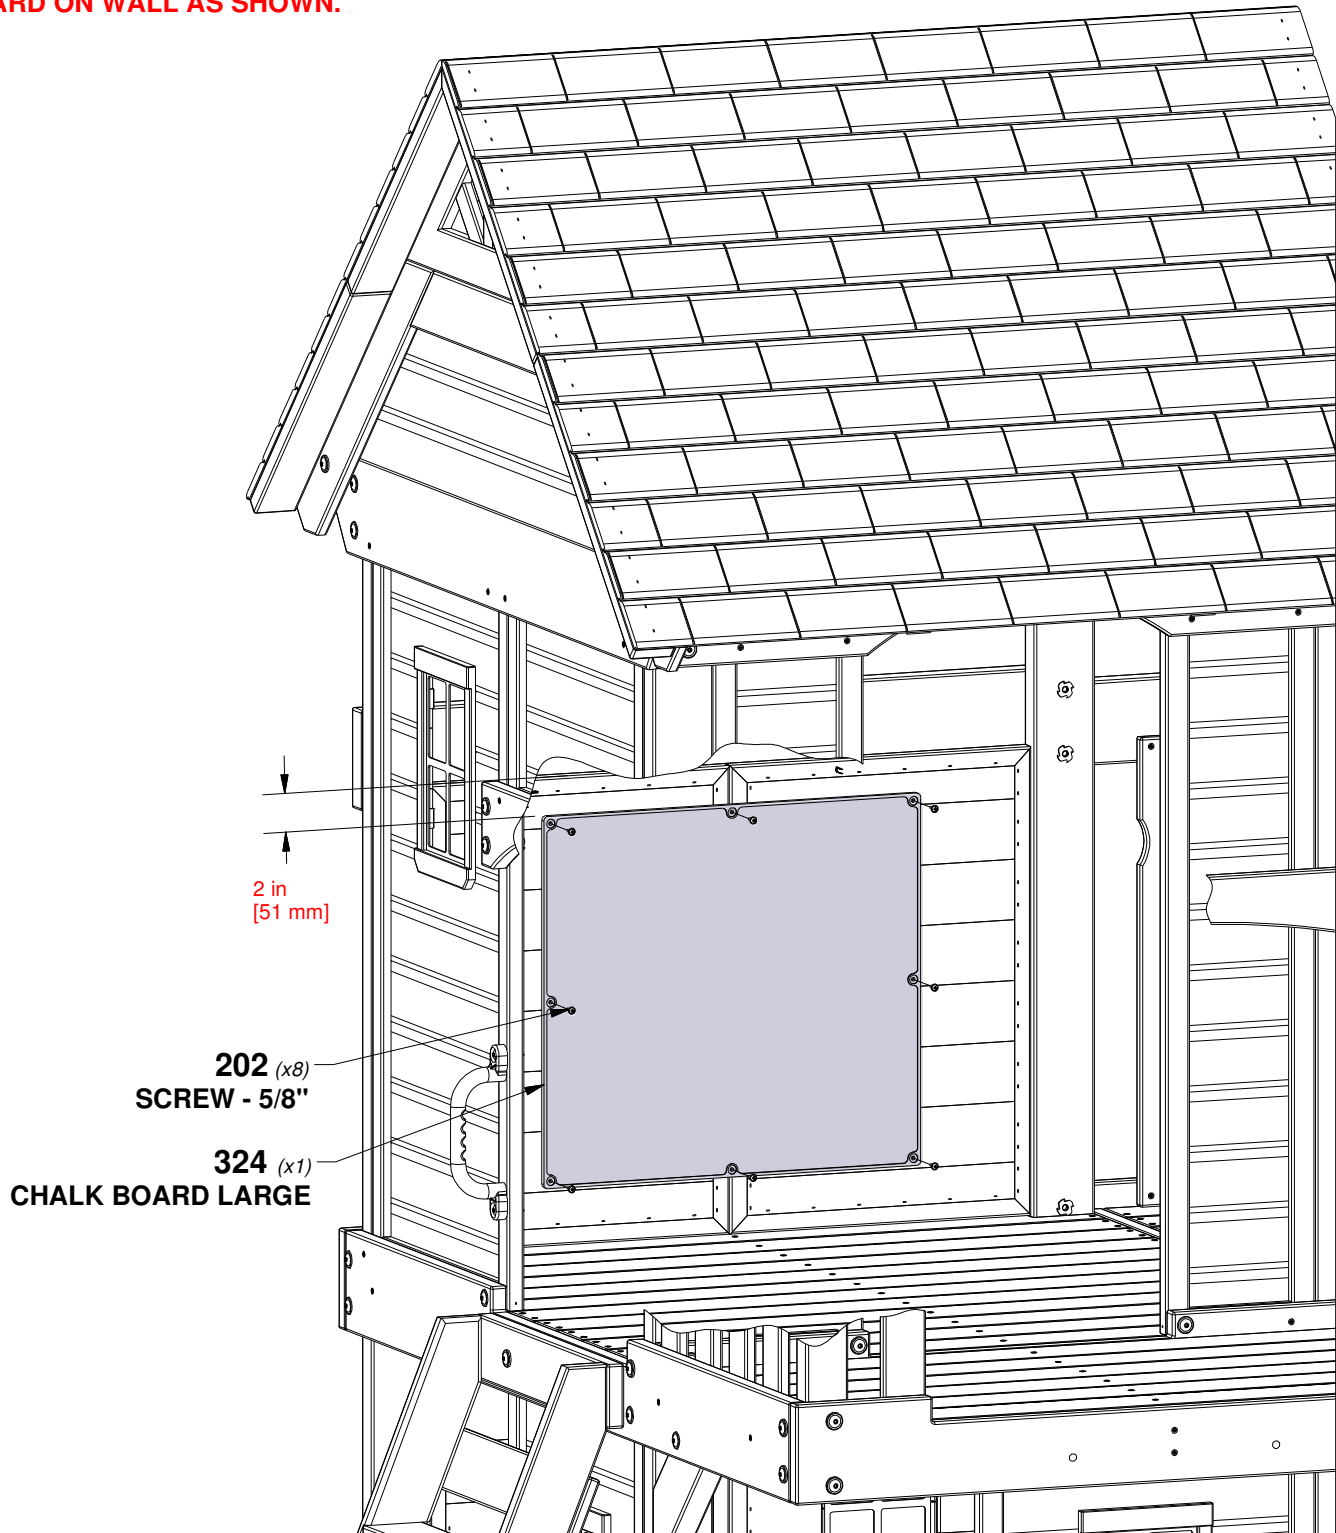 ARD ON WALL AS SHOWN.
2 in
[51 mm]
202 (x8)
SCREW - 5/8"
324 (x1)
CHALK BOARD LARGE